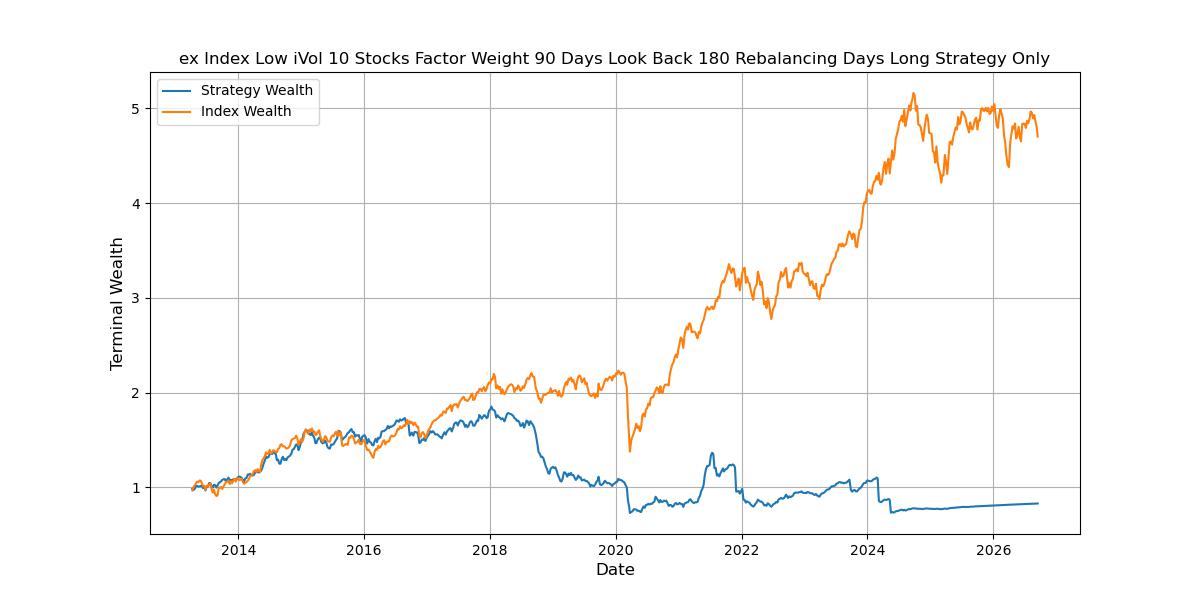 ex Index Low iVol 10 Stocks Factor Weight 90 Days Look Back 180 Rebalancing Days Long Strategy Only
Strategy Wealth
Index Wealth
Terminal Wealth
5
4
3
2
1
2014 2016 2018 2020 2022 2024 2026
Date